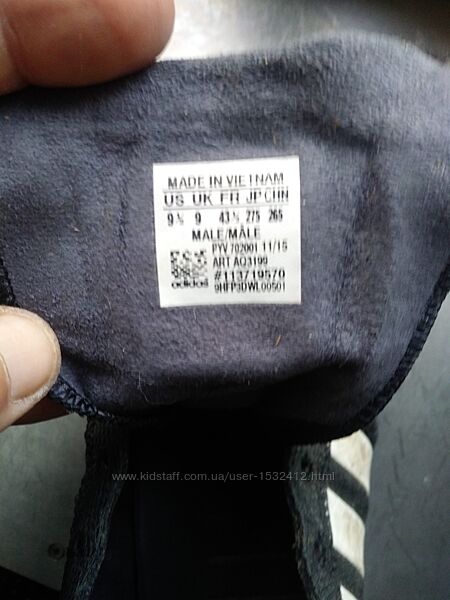 MADE IN VIETNAM
US UK FR JP CHN
9½ 9 43⅓ 275 265
MALE/MÂLE
PYV 702001 11/15
ART AQ3199
#113719570
adidas 9HFP3DWL00501
www.kidstaff.com.ua/user-1532412.html